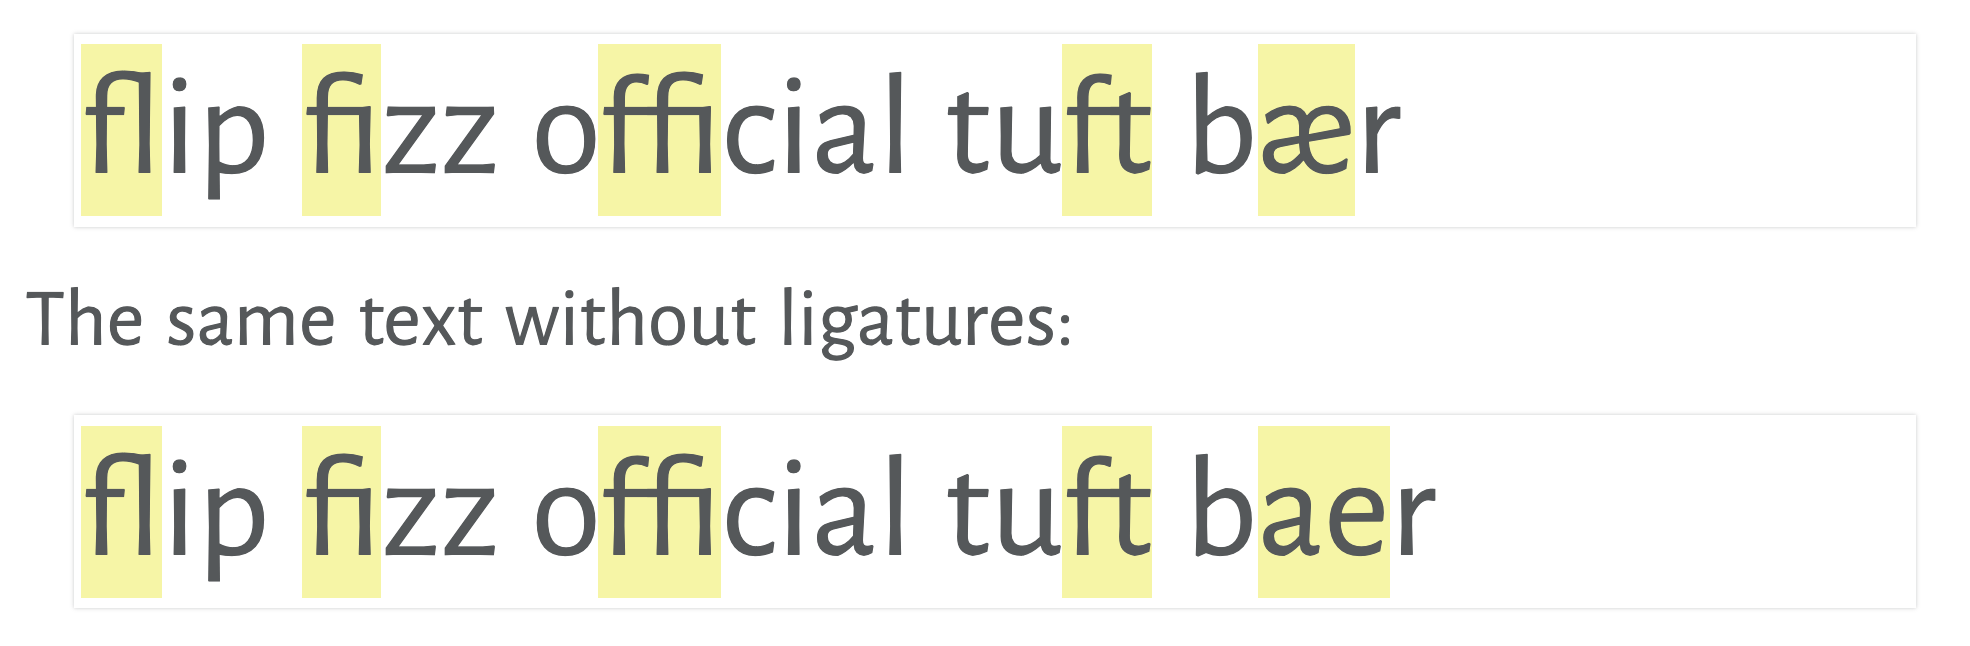 flip fizz official tuft bær
The same text without ligatures:
flip fizz official tuft baer